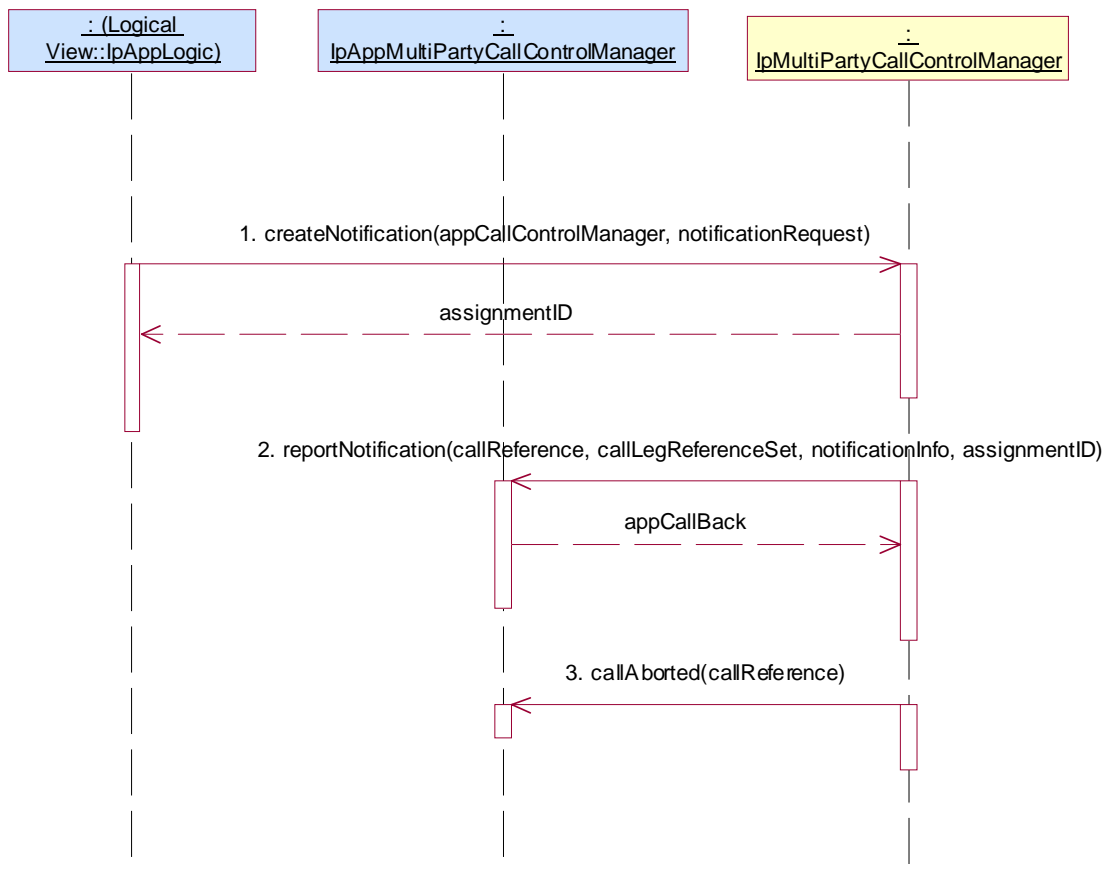 : (Logical
View::IpAppLogic)
:
IpAppMultiPartyCallControlManager
:
IpMultiPartyCallControlManager
1. createNotification(appCallControlManager, notificationRequest)
assignmentID
2. reportNotification(callReference, callLegReferenceSet, notificationInfo, assignmentID)
appCallBack
3. callAborted(callReference)